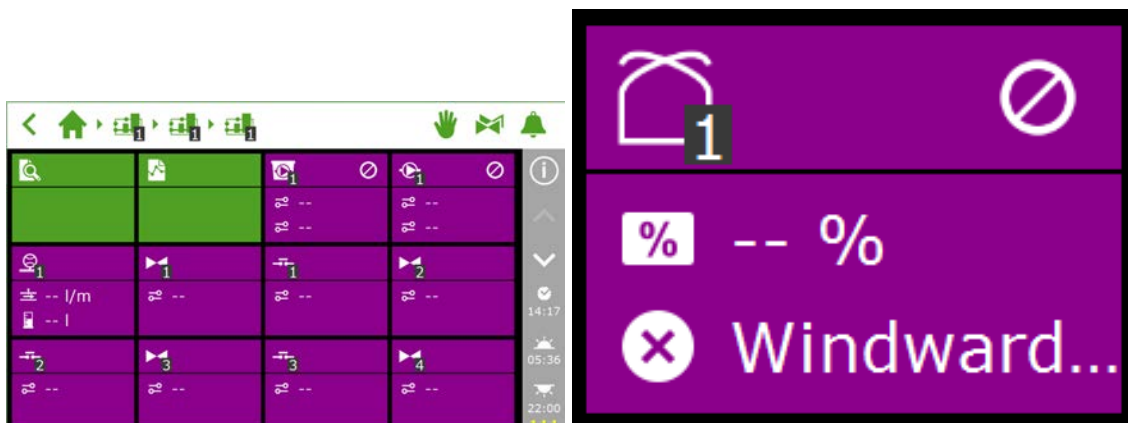 1 1 1
1 1
-- --
-- --
1 1 1 2
-- l/m -- -- --
-- l
14:17
2 3 3 4
05:36
-- -- -- --
22:00
1
% -- %
Windward...